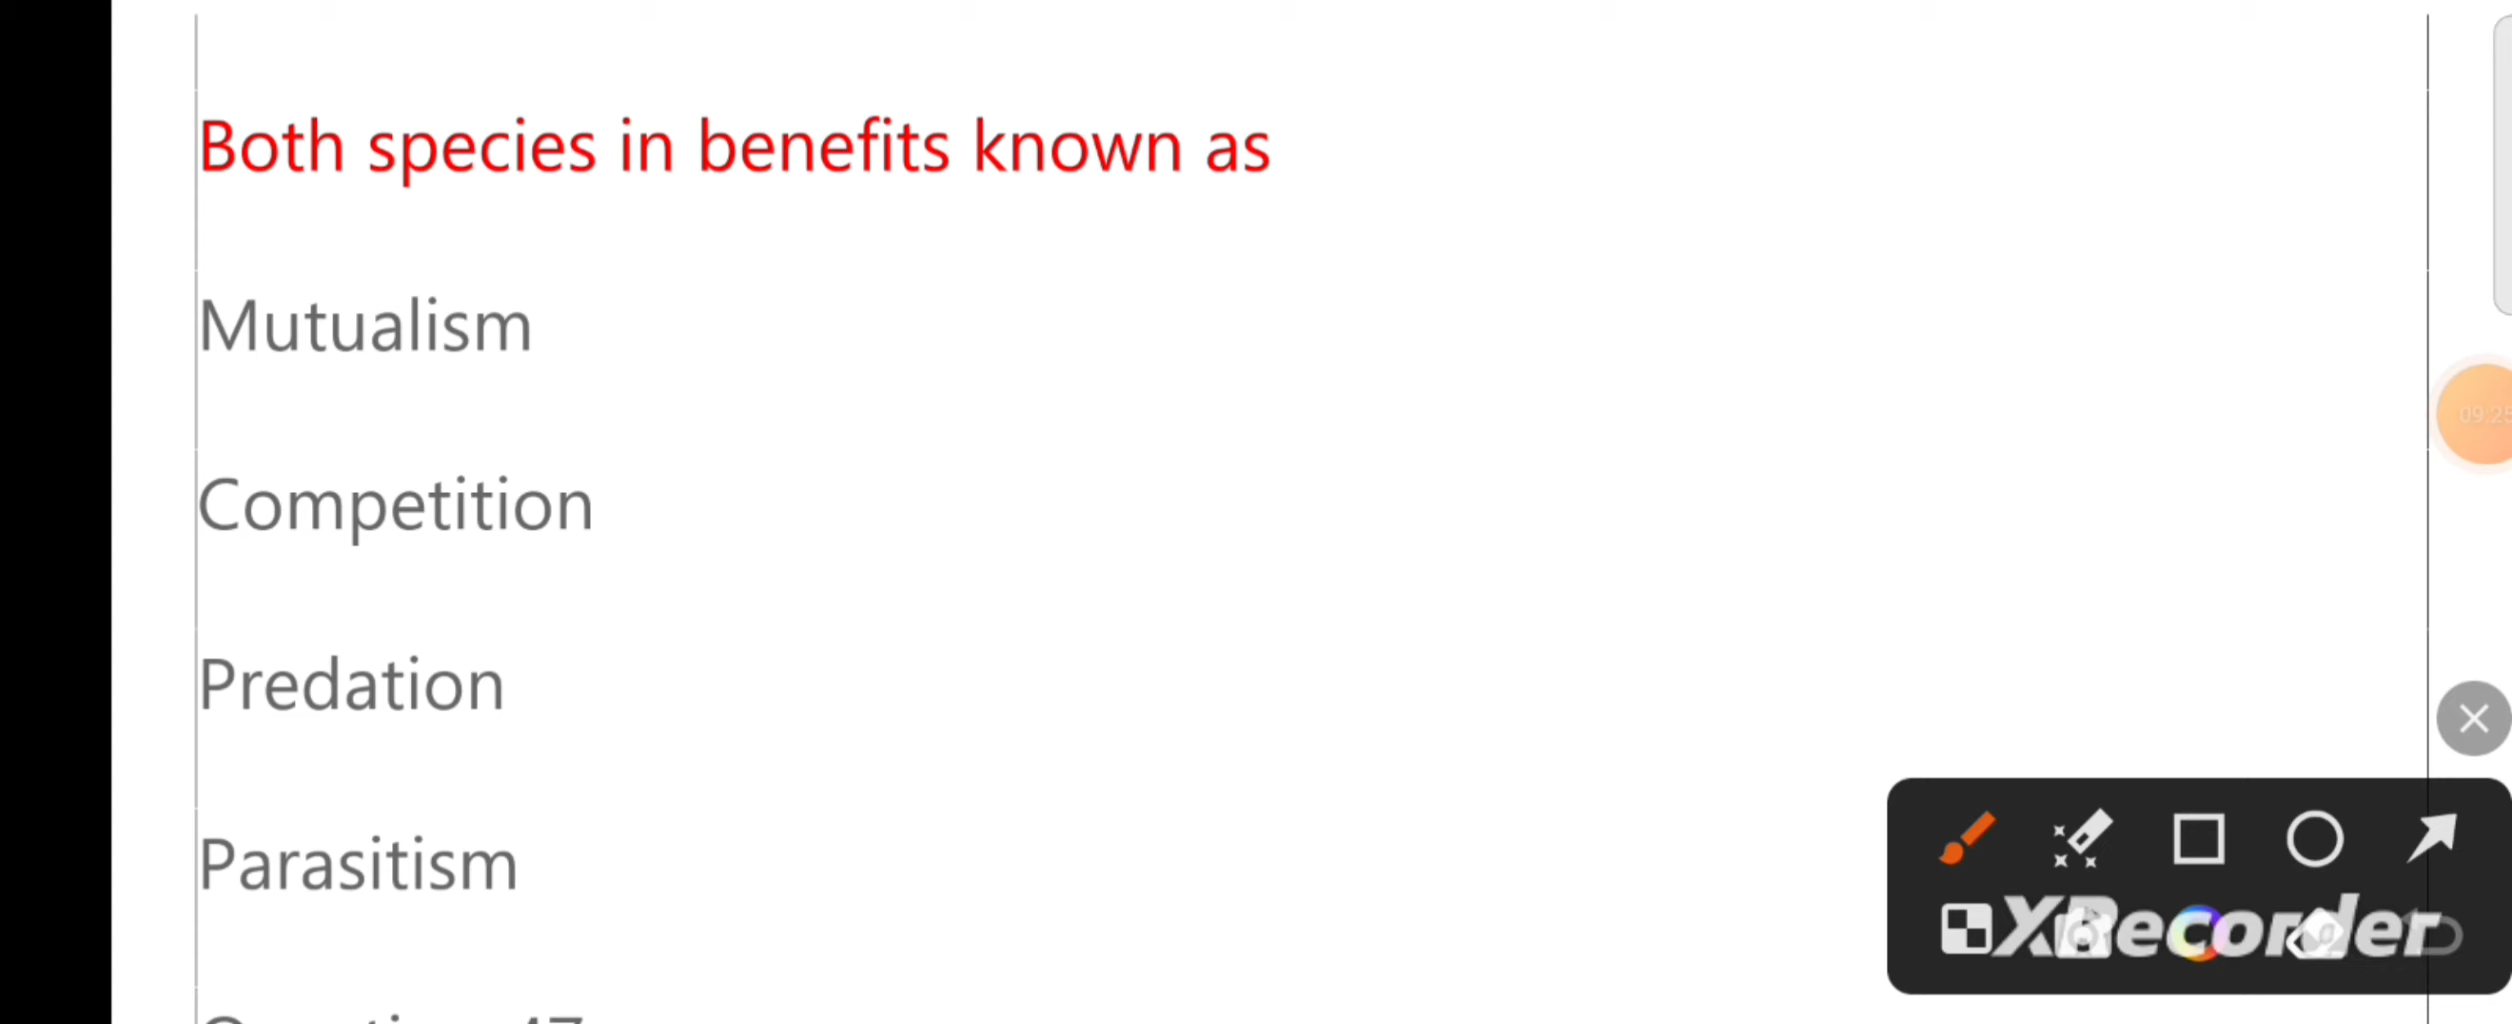 Both species in benefits known as
Mutualism
Competition
Predation
Parasitism
XRecorder